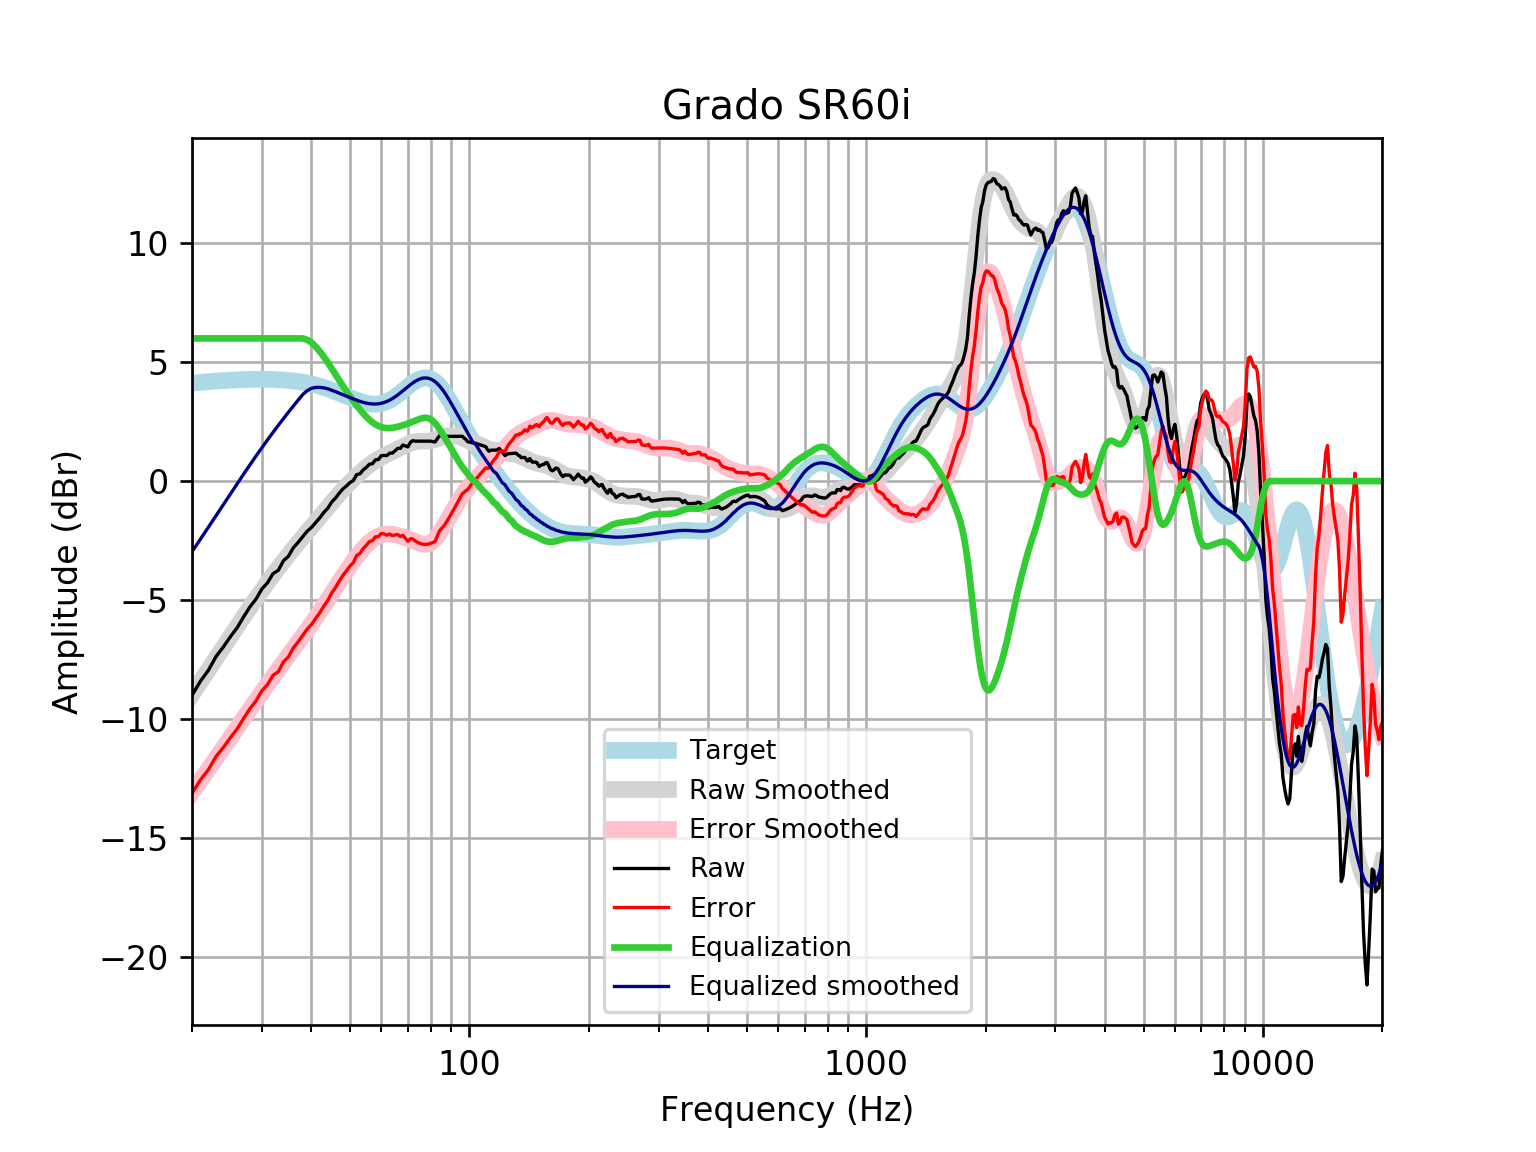 Grado SR60i
10
5
0
−5
−10
−15
−20
Amplitude (dBr)
Target
Raw Smoothed
Error Smoothed
Raw
Error
Equalization
Equalized smoothed
100
1000
10000
Frequency (Hz)